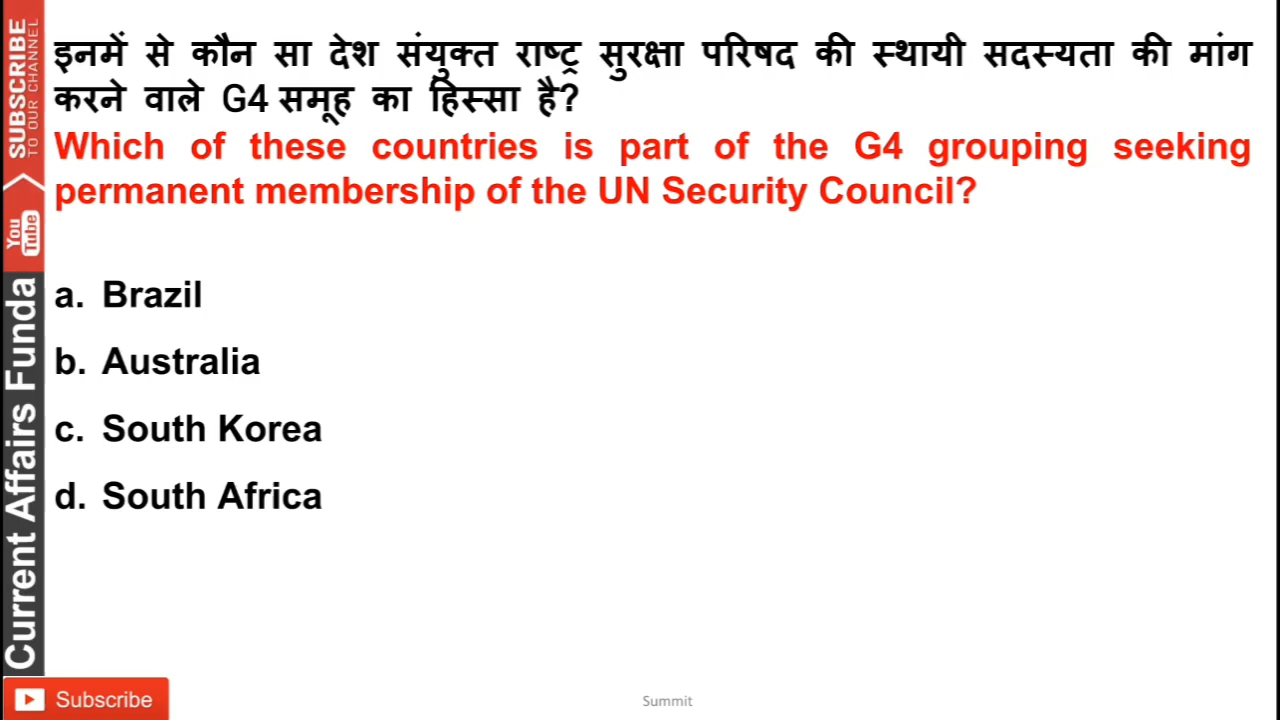 इनमें से कौन सा देश संयुक्त राष्ट्र सुरक्षा परिषद की स्थायी सदस्यता की मांग
करने वाले G4 समूह का हिस्सा है?
Which of these countries is part of the G4 grouping seeking
permanent membership of the UN Security Council?
a. Brazil
b. Australia
c. South Korea
d. South Africa
SUBSCRIBE
TO OUR CHANNEL
You
Tube
Current Affairs Funda
Subscribe
Summit